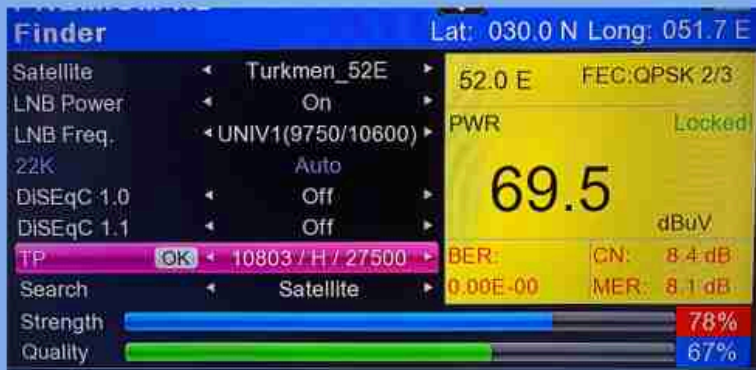 Finder
Lat: 030.0 N Long: 051.7 E
Satellite Turkmen_52E
LNB Power On
LNB Freq. UNIV1(9750/10600)
22K Auto
DiSEqC 1.0 Off
DiSEqC 1.1 Off
TP OK 10803 / H / 27500
Search Satellite
52.0 E FEC:QPSK 2/3
PWR Locked
69.5
dBuV
BER: CN: 8.4 dB
0.00E-00 MER: 8.1 dB
Strength 78%
Quality 67%